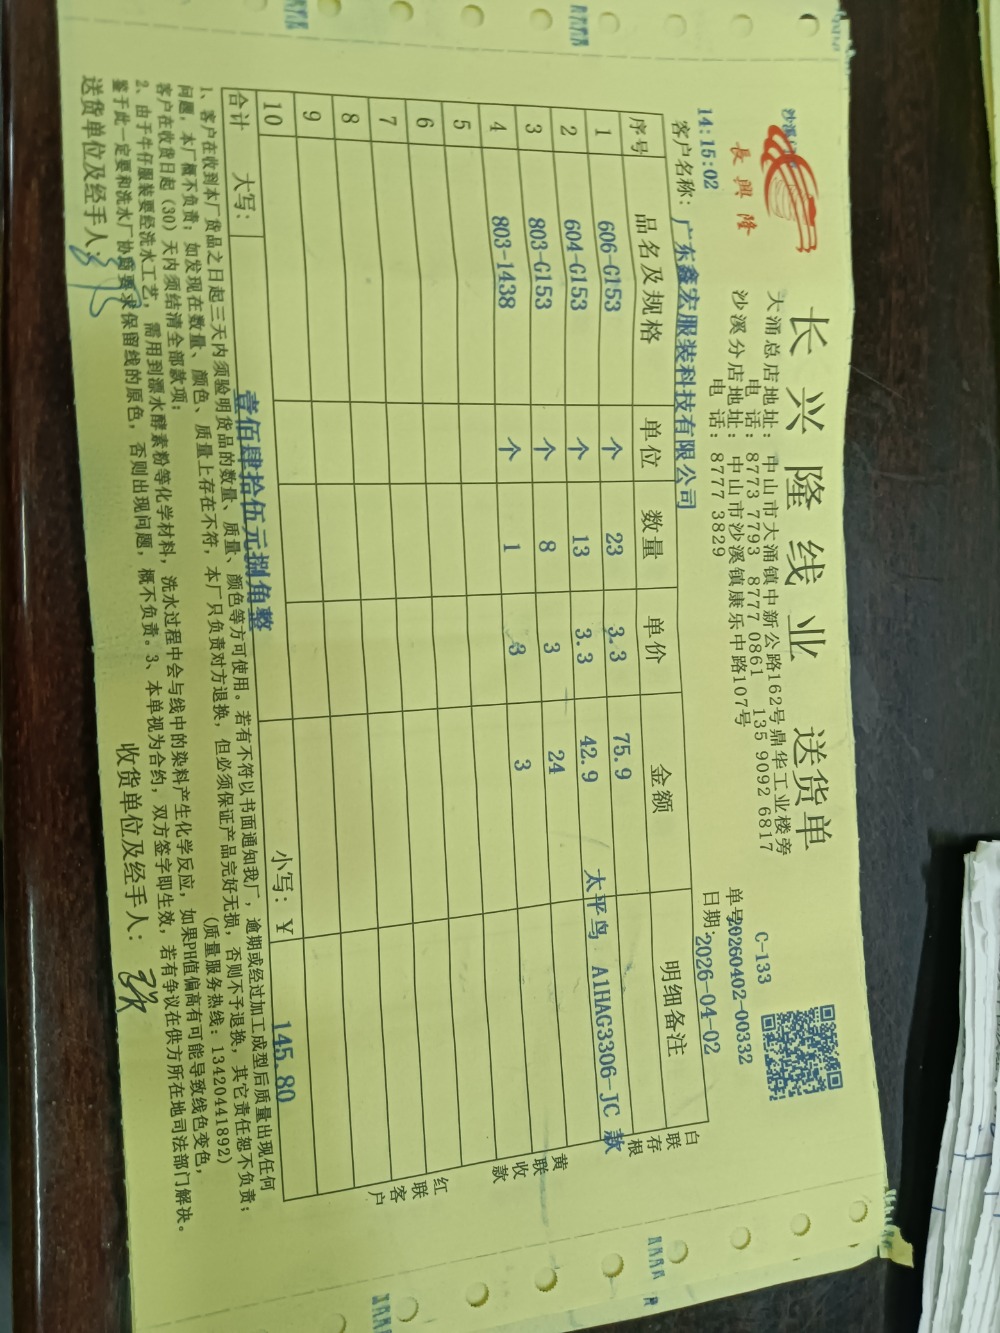 長興隆
长兴隆线业 送货单
大涌总店地址：中山市大涌镇中新公路162号鼎华工业楼旁
电 话：8773 7793 8777 0861 135 9092 6817
沙溪分店地址：中山市沙溪镇康乐中路107号
电 话：8777 3829
C-133
单号20260402-00332
日期：2026-04-02
14:15:02
客户名称：广东鑫宏服装科技有限公司
序号 品名及规格 单位 数量 单价 金额 明细备注
1 606-G153 个 23 3.3 75.9
2 604-G153 个 13 3.3 42.9 太平鸟 A1HAG3306-JC 款
3 803-G153 个 8 3 24
4 803-1438 个 1 3 3
5
6
7
8
9
10
合计 大写： 壹佰肆拾伍元捌角整 小写：￥ 145.80
白联存根
黄联收款
红联客户
1、客户在收到本厂货品之日起三天内须验明货品的数量、质量、颜色等方可使用。若有不符以书面通知我厂，逾期或经过加工成型后质量出现任何
问题，本厂概不负责；如发现在数量、颜色、质量上存在不符，本厂只负责对方退换，但必须保证产品完好无损，否则不予退换，其它责任恕不负责；
客户在收货日起（30）天内须结清全部款项； （质量服务热线：13420441892）
2、由于牛仔服装要经洗水工艺，需用到漂水酵素粉等化学材料，洗水过程中会与线中的染料产生化学反应，如果PH值偏高有可能导致线色变色，
鉴于此一定要和洗水厂协商要求保留线的原色，否则出现问题，概不负责。3、本单视为合约，双方签字即生效，若有争议在供方所在地司法部门解决。
送货单位及经手人： 收货单位及经手人：